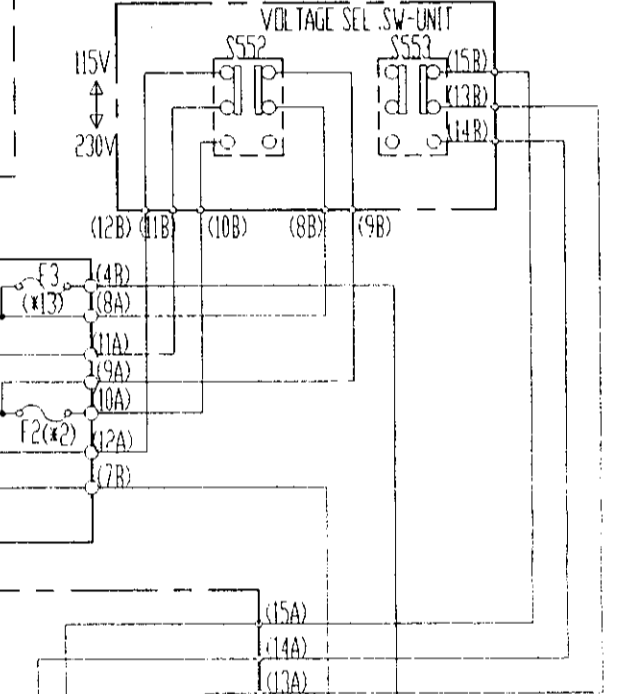 VOLTAGE SEL.SW-UNIT
S552
S553
115V
230V
(15B)
(13B)
(14B)
(12B) (11B) (10B) (8B) (9B)
F3
(*13)
(4B)
(8A)
(11A)
(9A)
(10A)
F2(*2)
(12A)
(7B)
(15A)
(14A)
(13A)